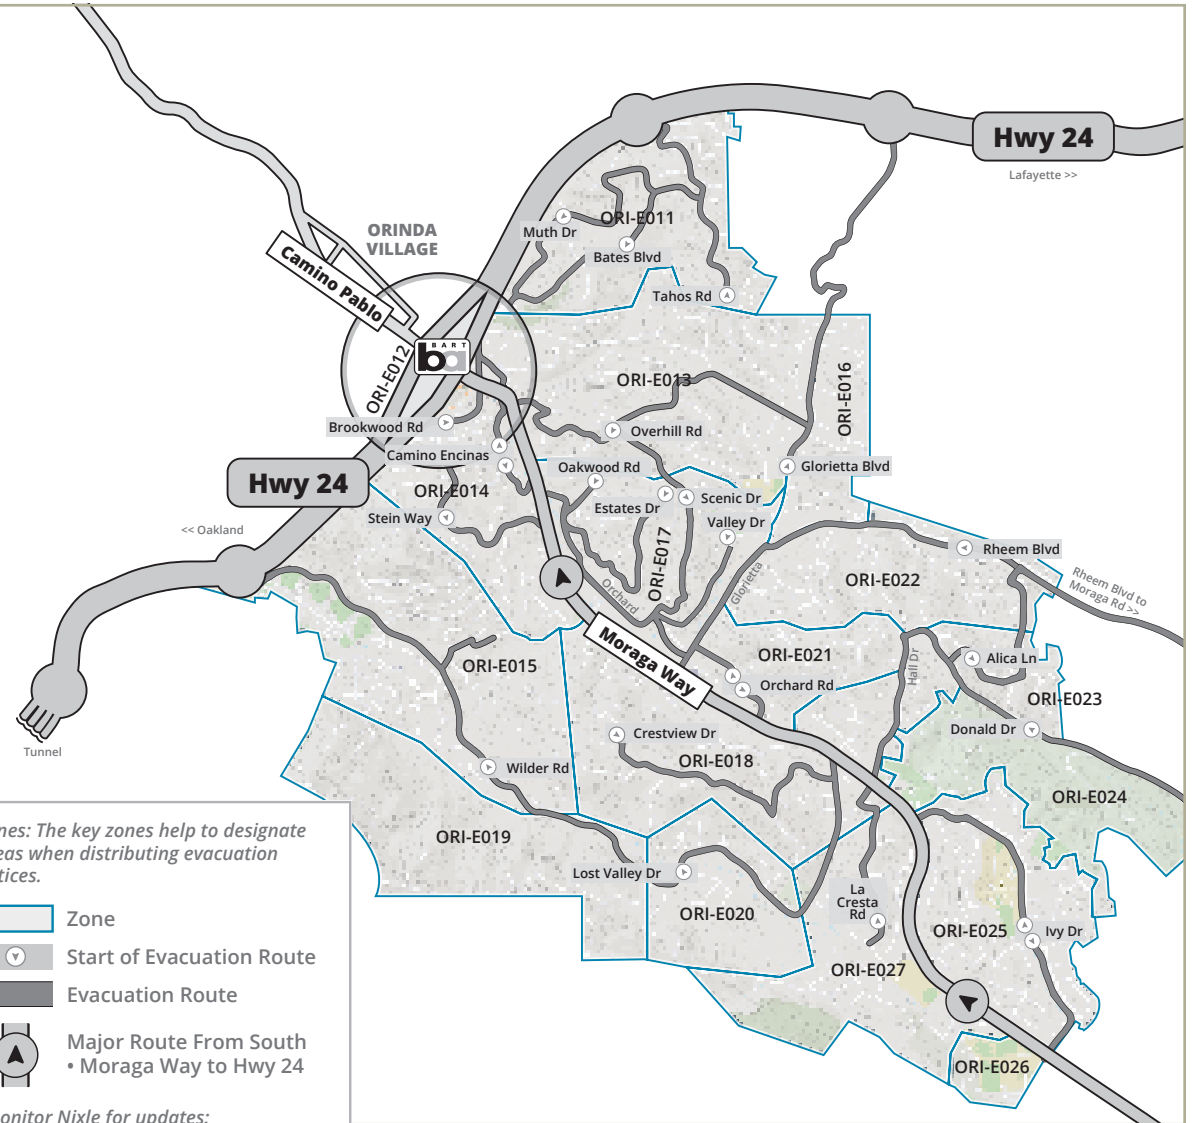 Hwy 24
Lafayette >>
ORINDA
VILLAGE
Camino Pablo
Muth Dr
ORI-E011
Bates Blvd
Tahos Rd
BART
ba
ORI-E012
ORI-E013
ORI-E016
Brookwood Rd
Overhill Rd
Camino Encinas
Oakwood Rd
Glorietta Blvd
Hwy 24
ORI-E014
Estates Dr
Scenic Dr
Stein Way
Valley Dr
<< Oakland
ORI-E017
Rheem Blvd
Orchard
Glorietta
ORI-E022
Rheem Blvd to
Moraga Rd >>
Moraga Way
ORI-E015
ORI-E021
Hall Dr
Alica Ln
Orchard Rd
ORI-E023
Donald Dr
Crestview Dr
Tunnel
Wilder Rd
ORI-E018
ORI-E024
ORI-E019
Lost Valley Dr
La
Cresta
Rd
ORI-E020
ORI-E025
Ivy Dr
ORI-E027
ORI-E026
The key zones help to designate
when distributing evacuation
Zone
Start of Evacuation Route
Evacuation Route
Major Route From South
• Moraga Way to Hwy 24
Nixle for updates: